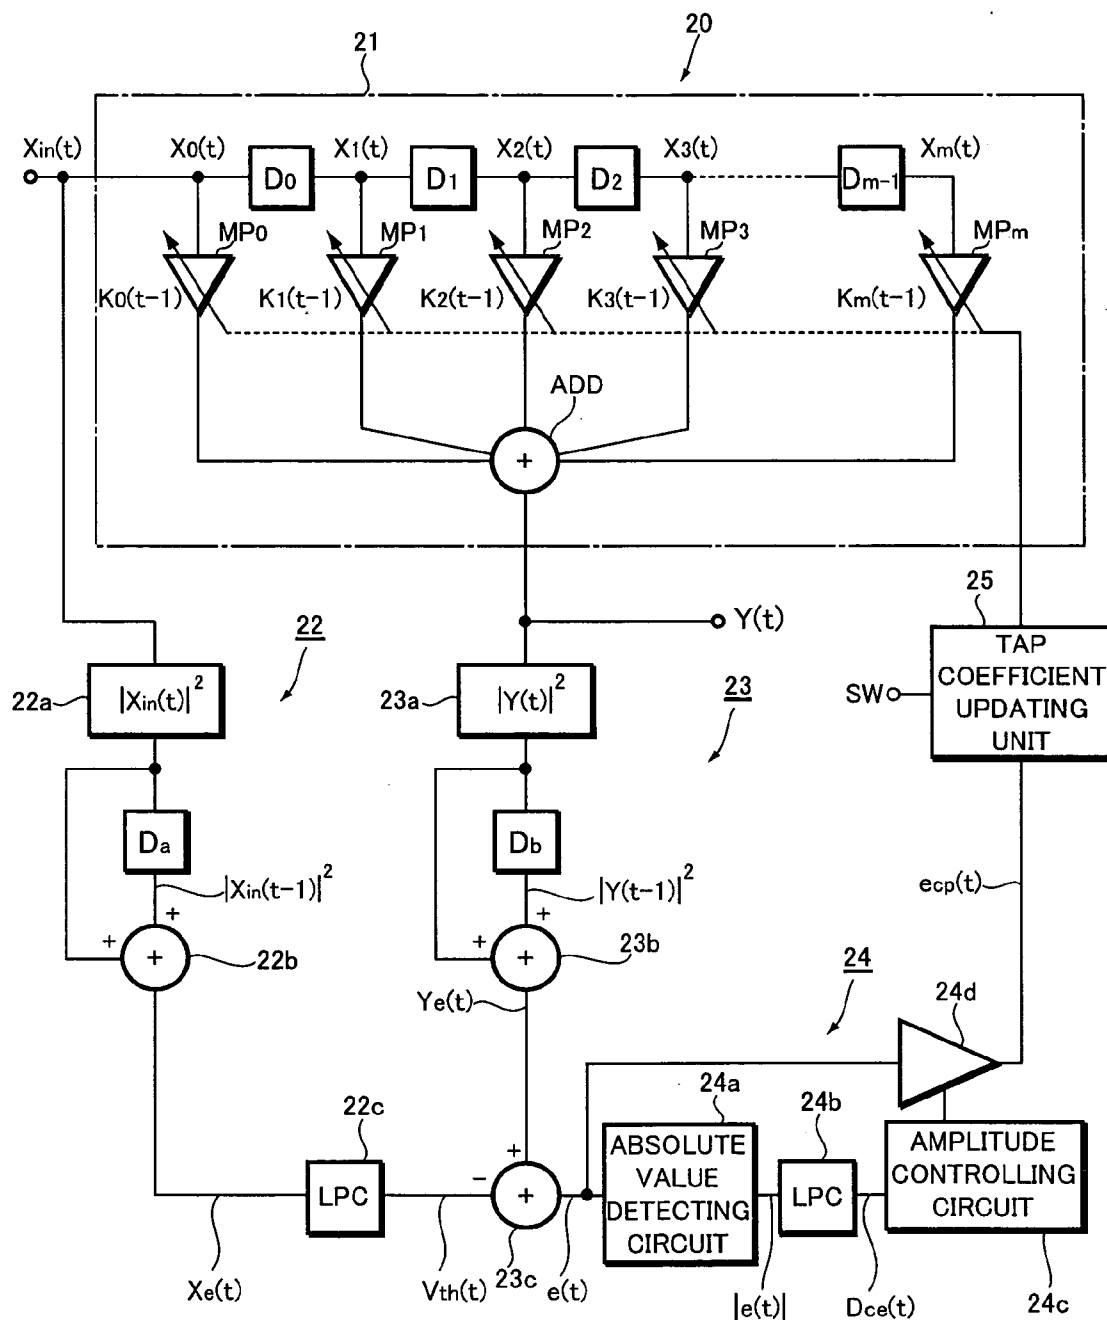 20
21
Xin(t)
X0(t)
D0
X1(t)
D1
X2(t)
D2
X3(t)
Dm-1
Xm(t)
MP0
MP1
MP2
MP3
MPm
K0(t-1)
K1(t-1)
K2(t-1)
K3(t-1)
Km(t-1)
ADD
+
25
22
Y(t)
TAP
COEFFICIENT
UPDATING
UNIT
SW
22a
|Xin(t)|²
23a
|Y(t)|²
23
Da
Db
|Xin(t-1)|²
|Y(t-1)|²
ecp(t)
+
+
+
22b
+
+
+
23b
24
Ye(t)
24d
22c
24a
24b
LPC
+
−
+
23c
ABSOLUTE
VALUE
DETECTING
CIRCUIT
LPC
AMPLITUDE
CONTROLLING
CIRCUIT
Xe(t)
Vth(t)
e(t)
|e(t)|
Dce(t)
24c